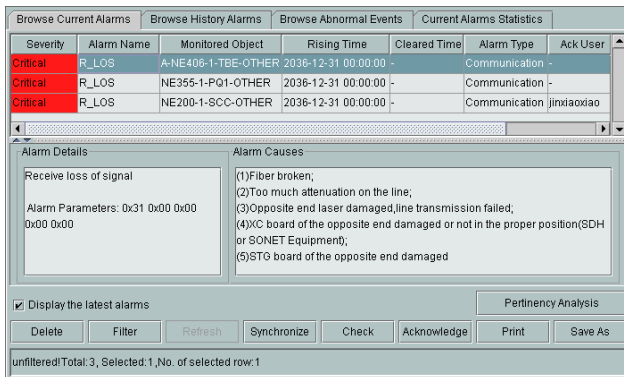 Browse Current Alarms Browse History Alarms Browse Abnormal Events Current Alarms Statistics
Severity Alarm Name Monitored Object Rising Time Cleared Time Alarm Type Ack User
Critical R_LOS A-NE406-1-TBE-OTHER 2036-12-31 00:00:00 - Communication -
Critical R_LOS NE355-1-PQ1-OTHER 2036-12-31 00:00:00 - Communication -
Critical R_LOS NE200-1-SCC-OTHER 2036-12-31 00:00:00 - Communication jinxiaoxiao
Alarm Details Alarm Causes
Receive loss of signal
Alarm Parameters: 0x31 0x00 0x00
0x00 0x00
(1)Fiber broken;
(2)Too much attenuation on the line;
(3)Opposite end laser damaged,line transmission failed;
(4)XC board of the opposite end damaged or not in the proper position(SDH
or SONET Equipment);
(5)STG board of the opposite end damaged
Display the latest alarms Pertinency Analysis
Delete Filter Refresh Synchronize Check Acknowledge Print Save As
unfiltered!Total:3, Selected:1,No. of selected row:1